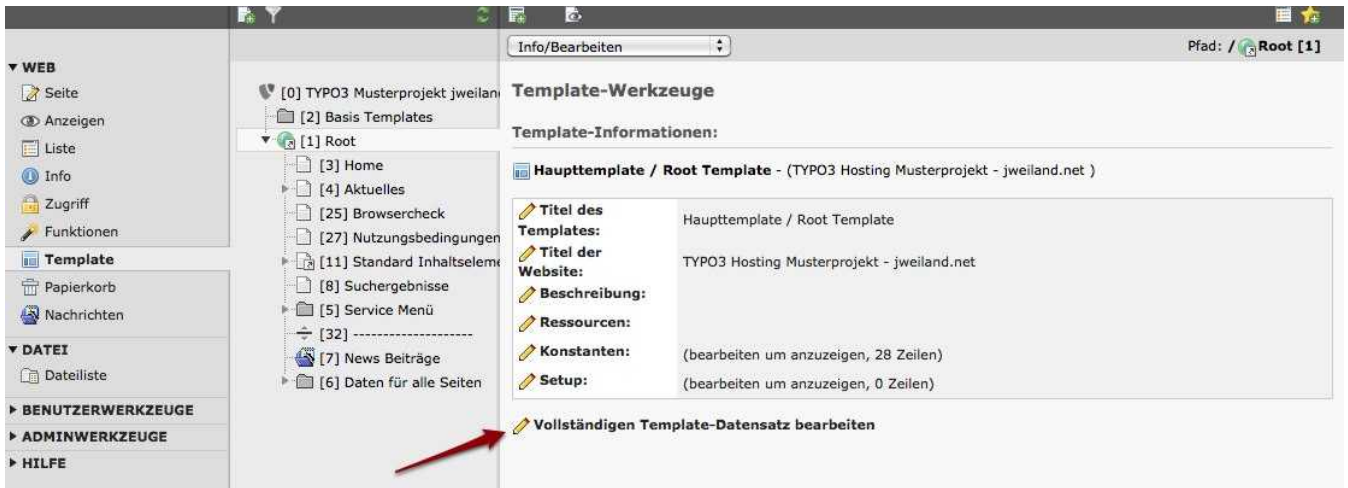 Info/Bearbeiten
Pfad: / Root [1]
WEB
Seite
Anzeigen
Liste
Info
Zugriff
Funktionen
Template
Papierkorb
Nachrichten
DATEI
Dateiliste
BENUTZERWERKZEUGE
ADMINWERKZEUGE
HILFE
[0] TYPO3 Musterprojekt jweilan
[2] Basis Templates
[1] Root
[3] Home
[4] Aktuelles
[25] Browsercheck
[27] Nutzungsbedingungen
[11] Standard Inhaltseleme
[8] Suchergebnisse
[5] Service Menü
[32] --------------------
[7] News Beiträge
[6] Daten für alle Seiten
Template-Werkzeuge
Template-Informationen:
Haupttemplate / Root Template - (TYPO3 Hosting Musterprojekt - jweiland.net )
Titel des
Templates:
Haupttemplate / Root Template
Titel der
Website:
TYPO3 Hosting Musterprojekt - jweiland.net
Beschreibung:
Ressourcen:
Konstanten:
(bearbeiten um anzuzeigen, 28 Zeilen)
Setup:
(bearbeiten um anzuzeigen, 0 Zeilen)
Vollständigen Template-Datensatz bearbeiten